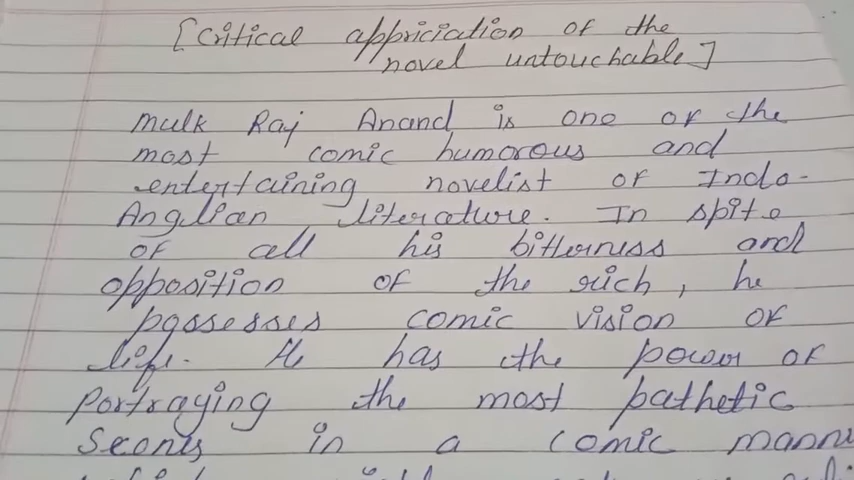 [Critical appriciation of the
novel untouchable]
Mulk Raj Anand is one of the
most comic humorous and
entertaining novelist of Indo-
Anglian literature. In spite
of all his bitterness and
opposition of the rich, he
possesses comic vision of
life. He has the power of
portraying the most pathetic
Seons in a comic mann